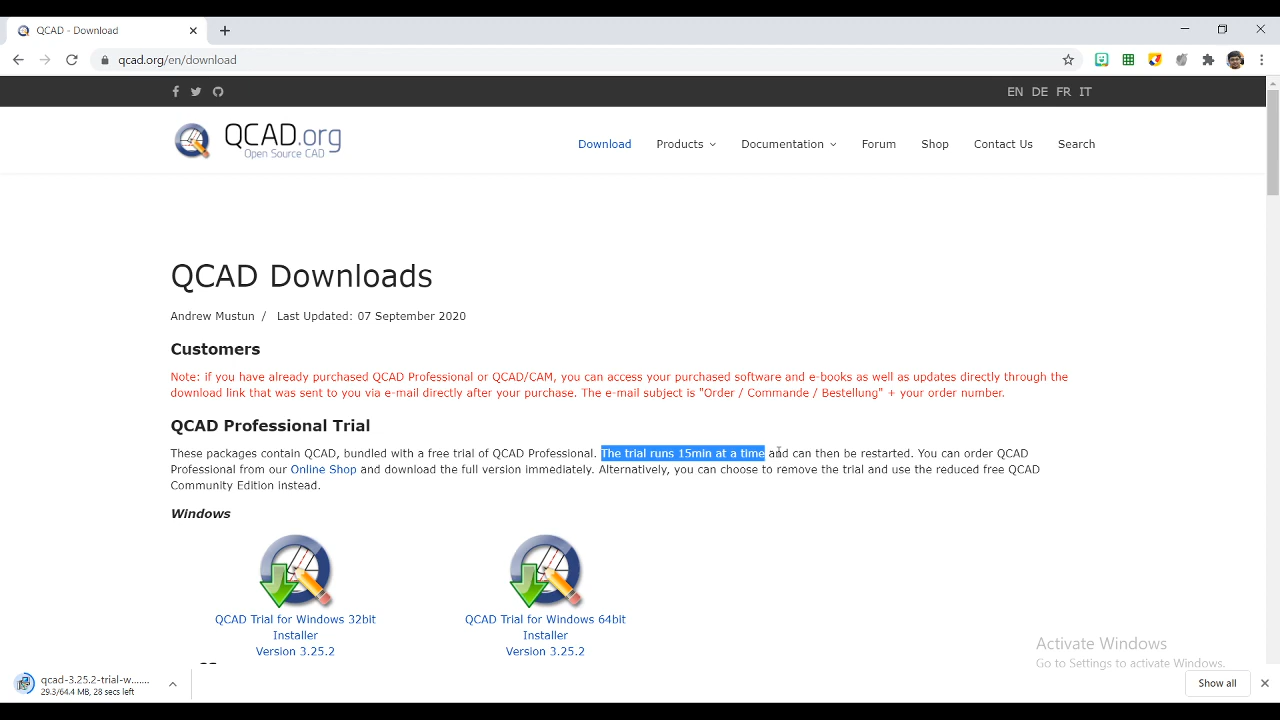 QCAD - Download
qcad.org/en/download
EN DE FR IT
QCAD.org
Open Source CAD
Download Products Documentation Forum Shop Contact Us Search
QCAD Downloads
Andrew Mustun / Last Updated: 07 September 2020
Customers
Note: if you have already purchased QCAD Professional or QCAD/CAM, you can access your purchased software and e-books as well as updates directly through the
download link that was sent to you via e-mail directly after your purchase. The e-mail subject is "Order / Commande / Bestellung" + your order number.
QCAD Professional Trial
These packages contain QCAD, bundled with a free trial of QCAD Professional. The trial runs 15min at a time and can then be restarted. You can order QCAD
Professional from our Online Shop and download the full version immediately. Alternatively, you can choose to remove the trial and use the reduced free QCAD
Community Edition instead.
Windows
QCAD Trial for Windows 32bit
Installer
Version 3.25.2
QCAD Trial for Windows 64bit
Installer
Version 3.25.2
Activate Windows
Go to Settings to activate Windows.
qcad-3.25.2-trial-w......
29.3/64.4 MB, 28 secs left
Show all